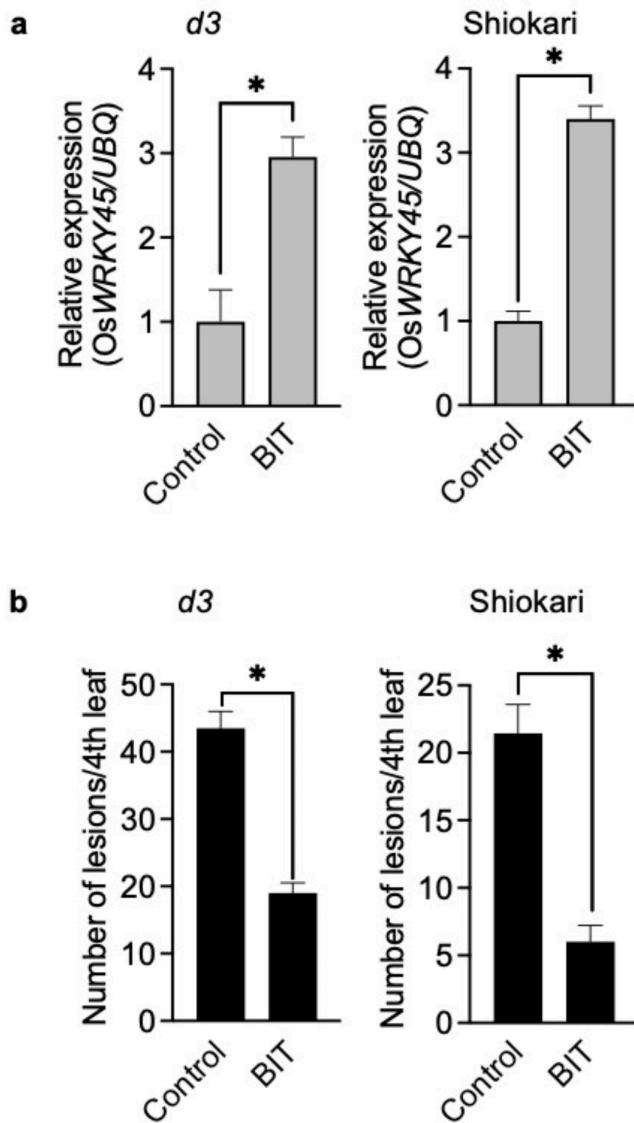 a
d3
Shiokari
Relative expression
(OsWRKY45/UBQ)
4
3
2
1
0
*
Control
BIT
Relative expression
(OsWRKY45/UBQ)
4
3
2
1
0
*
Control
BIT
b
d3
Shiokari
Number of lesions/4th leaf
50
40
30
20
10
0
*
Control
BIT
Number of lesions/4th leaf
25
20
15
10
5
0
*
Control
BIT